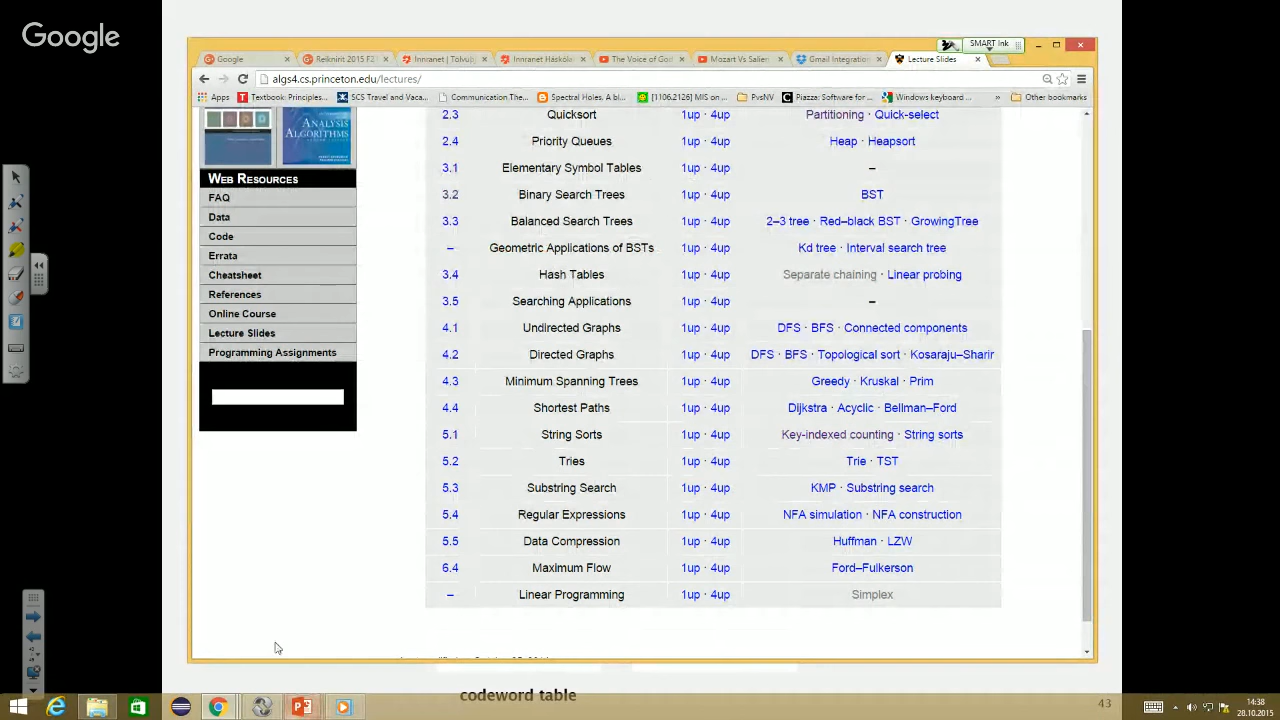 Google
SMART Ink
Google
Reiknirit 2015 F2
Innranet | Tölvupj
Innranet Háskóle
The Voice of God
Mozart Vs Salieri
Gmail Integration
Lecture Slides
algs4.cs.princeton.edu/lectures/
Apps Textbook: Principles... SCS Travel and Vaca... Communication The... Spectral Holes. A bl... [1106.2126] MIS on ... PvsNV Piazza: Software for ... Windows keyboard ... » Other bookmarks
ANALYSIS
ALGORITHMS
WEB RESOURCES
FAQ
Data
Code
Errata
Cheatsheet
References
Online Course
Lecture Slides
Programming Assignments
2.3 Quicksort 1up · 4up Partitioning · Quick-select
2.4 Priority Queues 1up · 4up Heap · Heapsort
3.1 Elementary Symbol Tables 1up · 4up –
3.2 Binary Search Trees 1up · 4up BST
3.3 Balanced Search Trees 1up · 4up 2–3 tree · Red–black BST · GrowingTree
– Geometric Applications of BSTs 1up · 4up Kd tree · Interval search tree
3.4 Hash Tables 1up · 4up Separate chaining · Linear probing
3.5 Searching Applications 1up · 4up –
4.1 Undirected Graphs 1up · 4up DFS · BFS · Connected components
4.2 Directed Graphs 1up · 4up DFS · BFS · Topological sort · Kosaraju–Sharir
4.3 Minimum Spanning Trees 1up · 4up Greedy · Kruskal · Prim
4.4 Shortest Paths 1up · 4up Dijkstra · Acyclic · Bellman–Ford
5.1 String Sorts 1up · 4up Key-indexed counting · String sorts
5.2 Tries 1up · 4up Trie · TST
5.3 Substring Search 1up · 4up KMP · Substring search
5.4 Regular Expressions 1up · 4up NFA simulation · NFA construction
5.5 Data Compression 1up · 4up Huffman · LZW
6.4 Maximum Flow 1up · 4up Ford–Fulkerson
– Linear Programming 1up · 4up Simplex
codeword table
43
14:38
28.10.2015